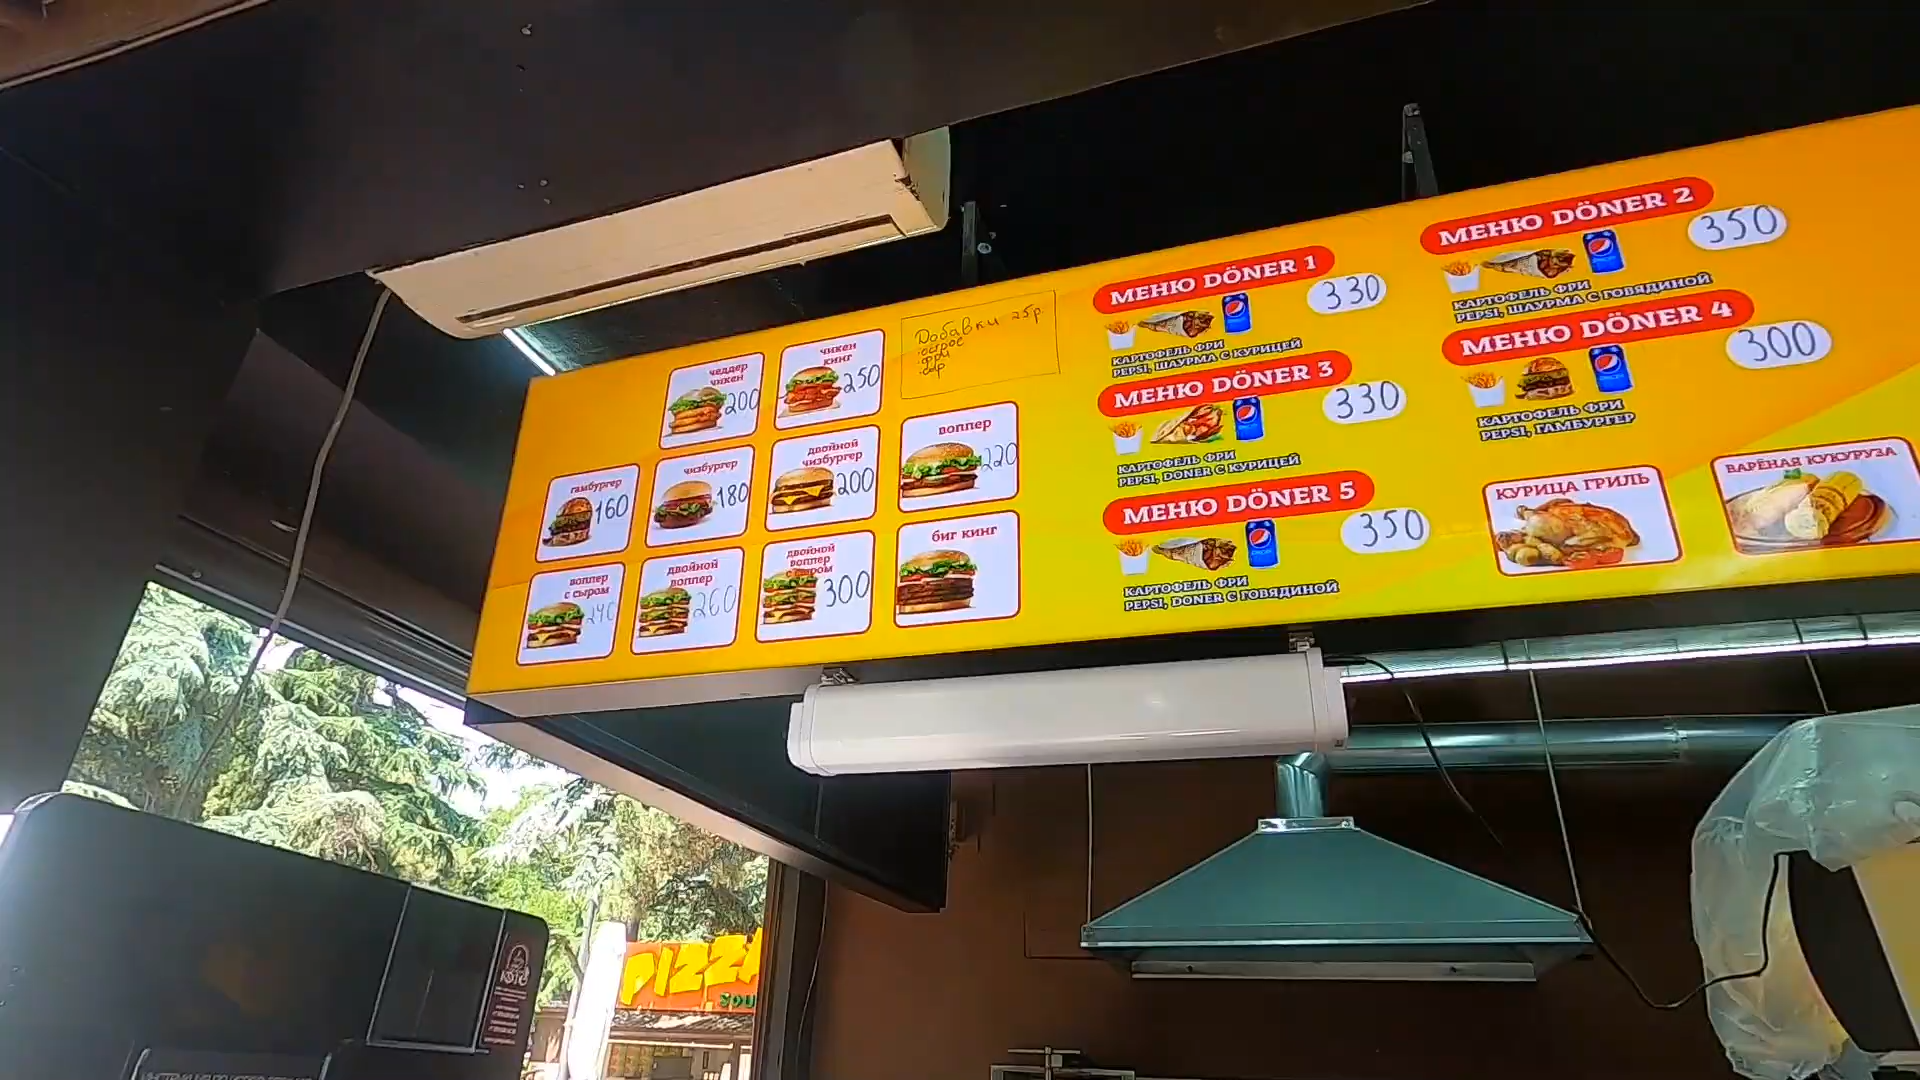 чеддер
чикен
200
чикен
кинг
250
Добавки 25р
острое
фри
сыр
гамбургер
160
чизбургер
180
двойной
чизбургер
200
воппер
220
воппер
с сыром
240
двойной
воппер
260
двойной
воппер
с сыром
300
биг кинг
МЕНЮ DÖNER 1
330
КАРТОФЕЛЬ ФРИ
PEPSI, ШАУРМА С КУРИЦЕЙ
МЕНЮ DÖNER 2
350
КАРТОФЕЛЬ ФРИ
PEPSI, ШАУРМА С ГОВЯДИНОЙ
МЕНЮ DÖNER 3
330
КАРТОФЕЛЬ ФРИ
PEPSI, DONER С КУРИЦЕЙ
МЕНЮ DÖNER 4
300
КАРТОФЕЛЬ ФРИ
PEPSI, ГАМБУРГЕР
МЕНЮ DÖNER 5
350
КАРТОФЕЛЬ ФРИ
PEPSI, DONER С ГОВЯДИНОЙ
КУРИЦА ГРИЛЬ
ВАРЁНАЯ КУКУРУЗА
PIZZA
SOU